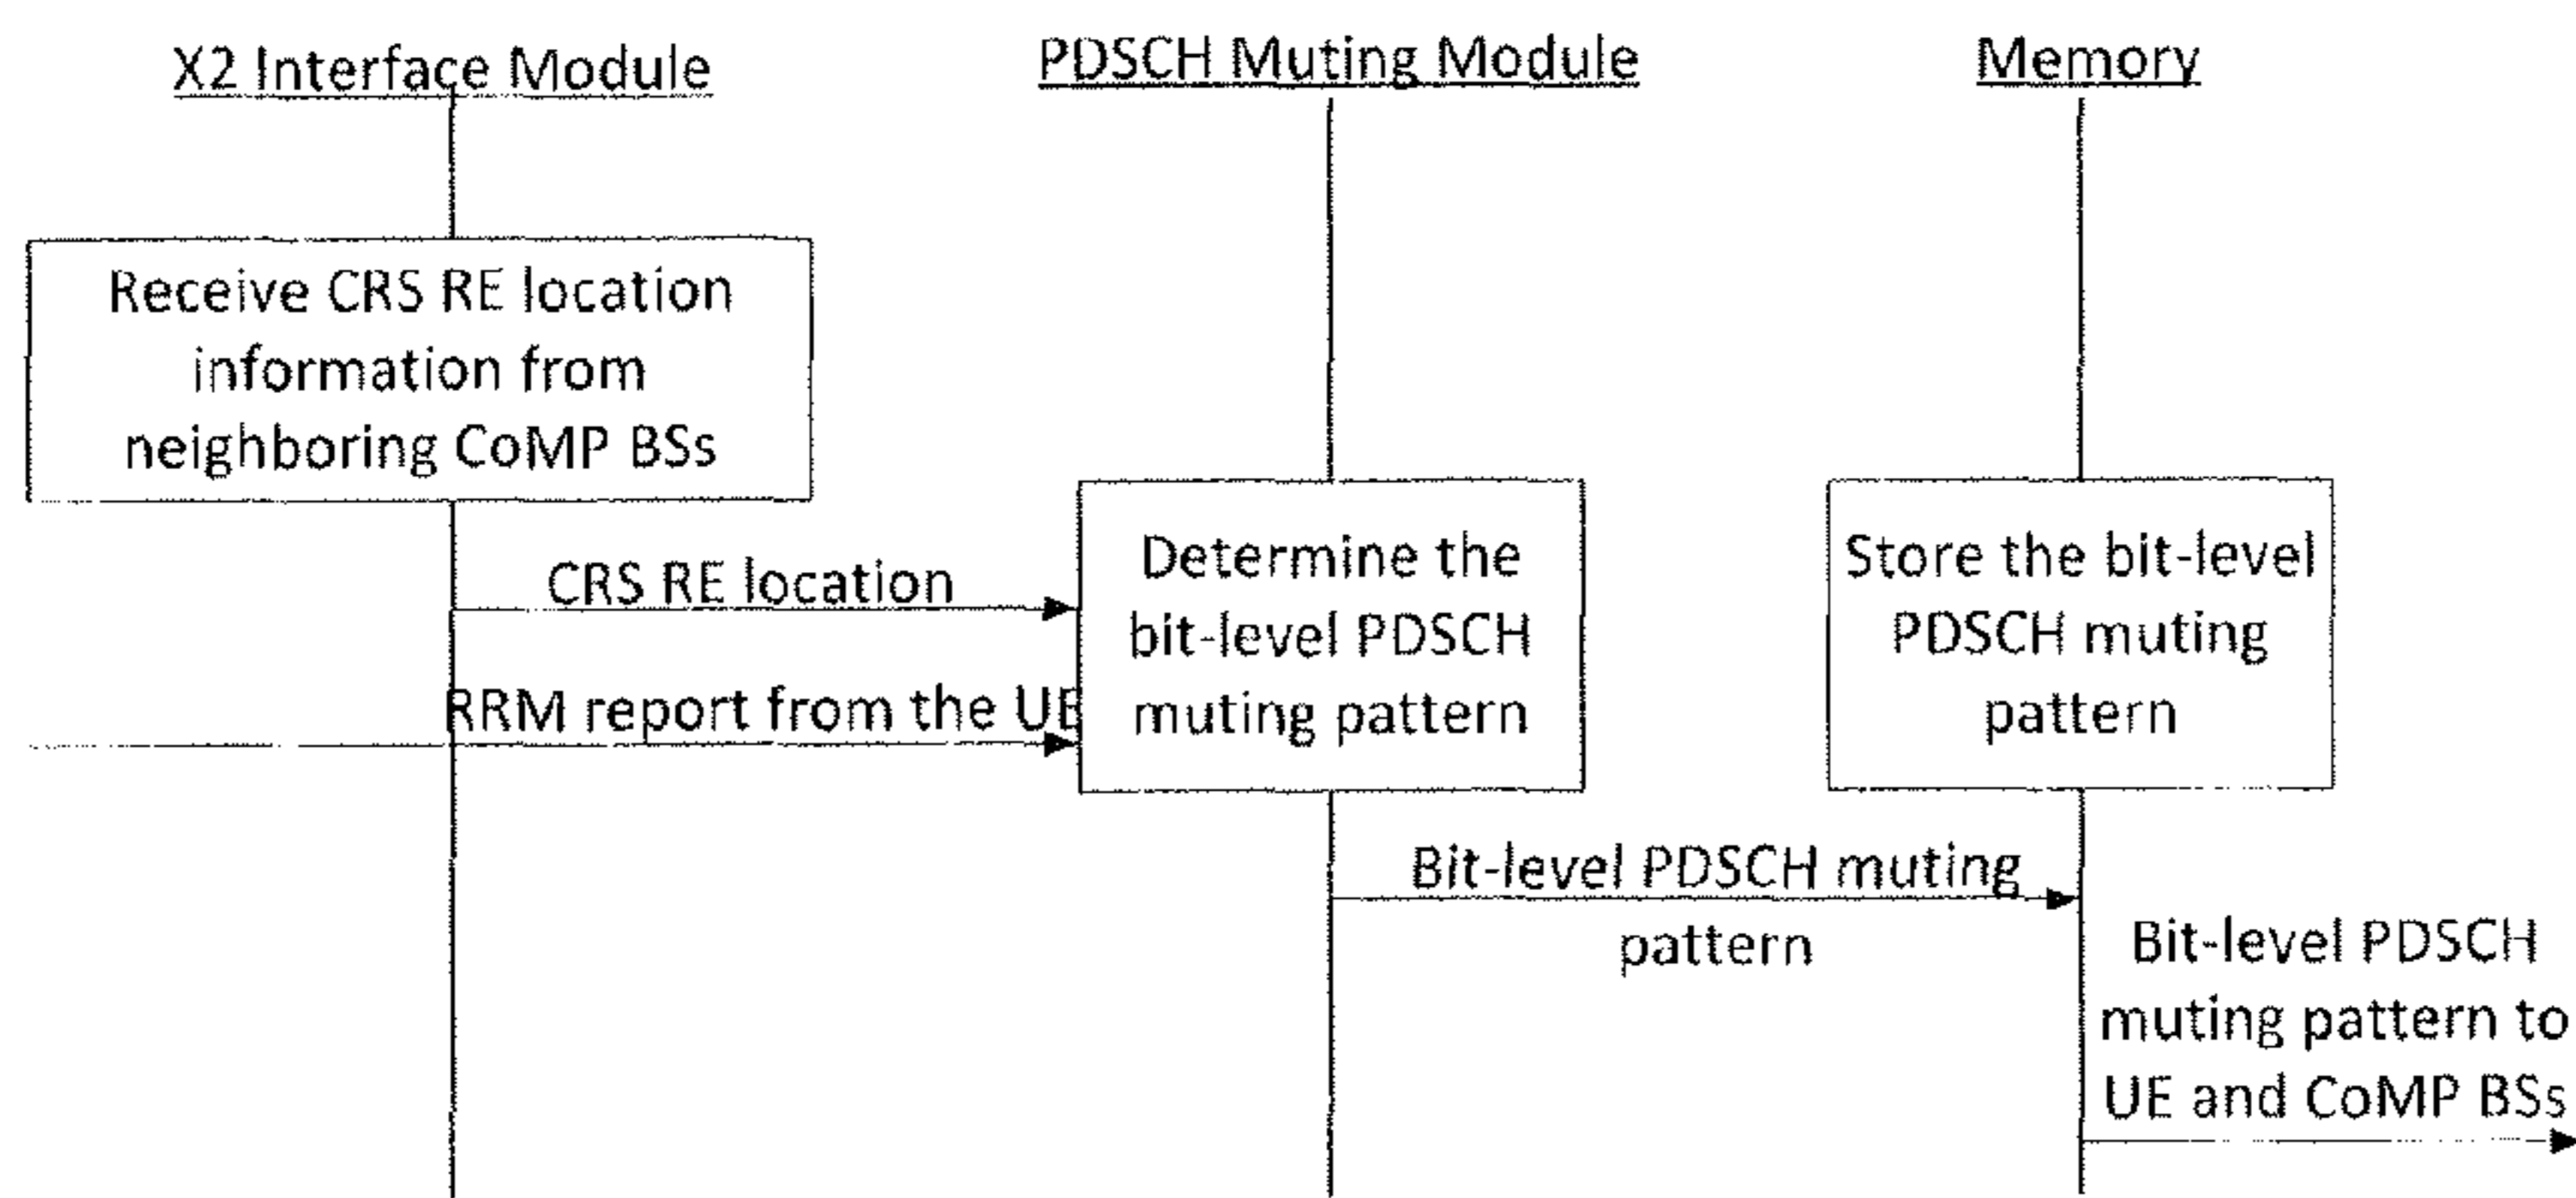 X2 Interface Module
PDSCH Muting Module
Memory
Receive CRS RE location
information from
neighboring CoMP BSs
CRS RE location
RRM report from the UE
Determine the
bit-level PDSCH
muting pattern
Store the bit-level
PDSCH muting
pattern
Bit-level PDSCH muting
pattern
Bit-level PDSCH
muting pattern to
UE and CoMP BSs